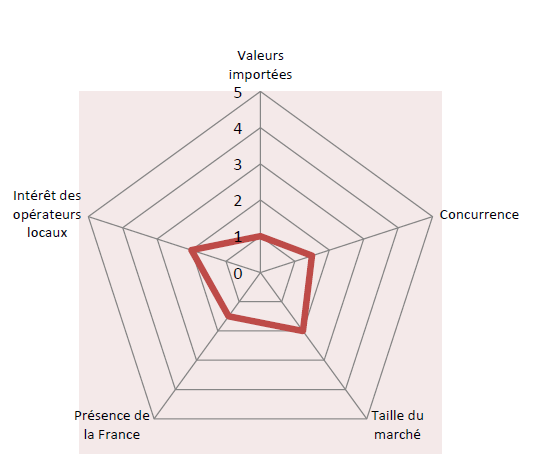 Valeurs
importées
5
4
3
2
1
0
Intérêt des
opérateurs
locaux
Concurrence
Présence de
la France
Taille du
marché